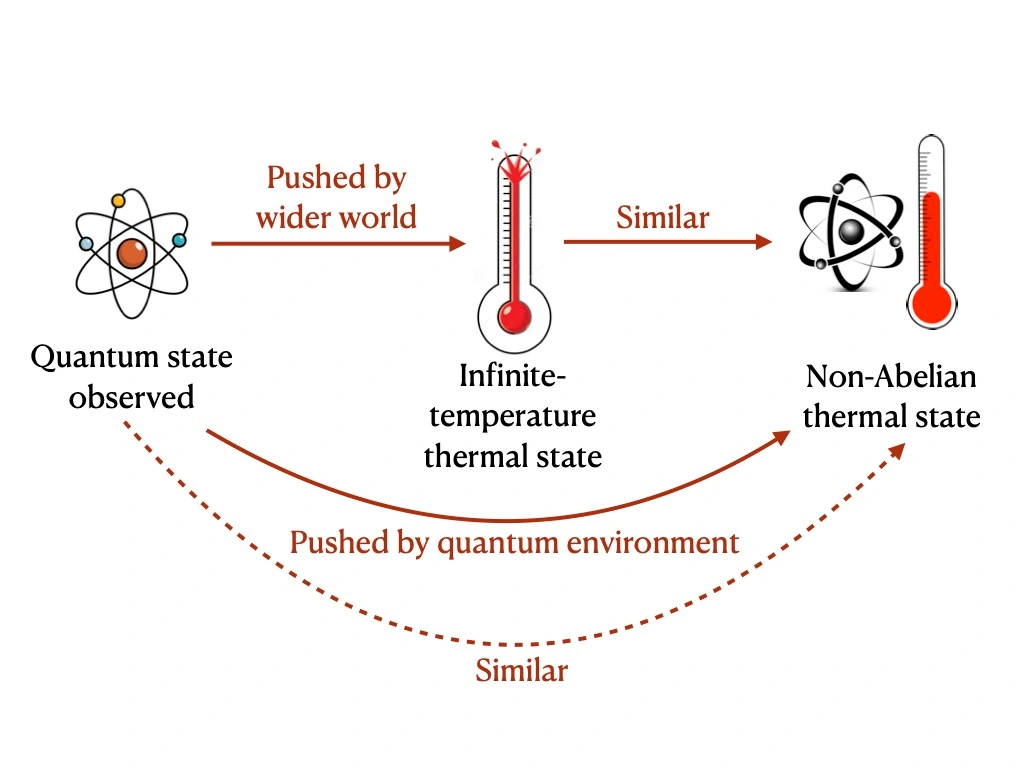 Pushed by
wider world
Similar
Quantum state
observed
Infinite-
temperature
thermal state
Non-Abelian
thermal state
Pushed by quantum environment
Similar